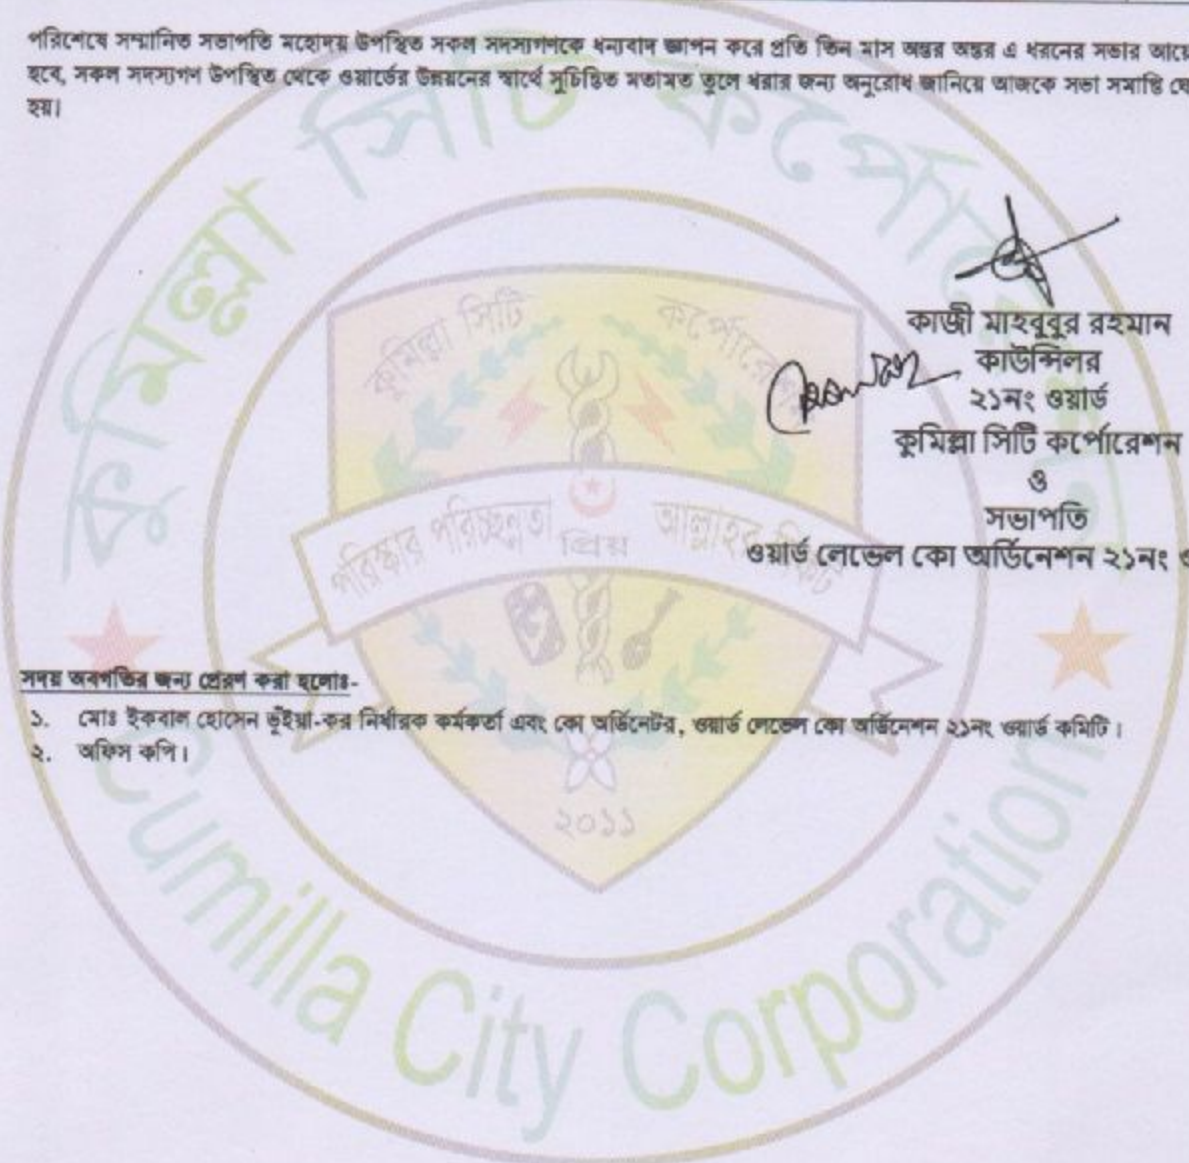 পরিশেষে সম্মানিত সভাপতি মহোদয় উপস্থিত সকল সদস্যগণকে ধন্যবাদ জ্ঞাপন করে প্রতি তিন মাস অন্তর অন্তর এ ধরনের সভার
হবে, সকল সদস্যগণ উপস্থিত থেকে ওয়ার্ডের উন্নয়নের স্বার্থে সুচিন্তিত মতামত তুলে ধরার জন্য অনুরোধ জানিয়ে আজকে সভা সমাপ্তি
হয়।
কুমিল্লা সিটি কর্পোরেশন
কুমিল্লা সিটি কর্পোরেশন
কাজী মাহবুবুর রহমান
কাউন্সিলর
২১নং ওয়ার্ড
কুমিল্লা সিটি কর্পোরেশন
ও
সভাপতি
ওয়ার্ড লেভেল কো অর্ডিনেশন ২১নং
পরিস্কার পরিচ্ছন্নতা প্রিয় আল্লাহর
সদয় অবগতির জন্য প্রেরণ করা হলোঃ-
১. মোঃ ইকবাল হোসেন ভূঁইয়া-কর নির্ধারক কর্মকর্তা এবং কো অর্ডিনেটর, ওয়ার্ড লেভেল কো অর্ডিনেশন ২১নং ওয়ার্ড কমিটি।
২. অফিস কপি।
২০১১
Cumilla City Corporation